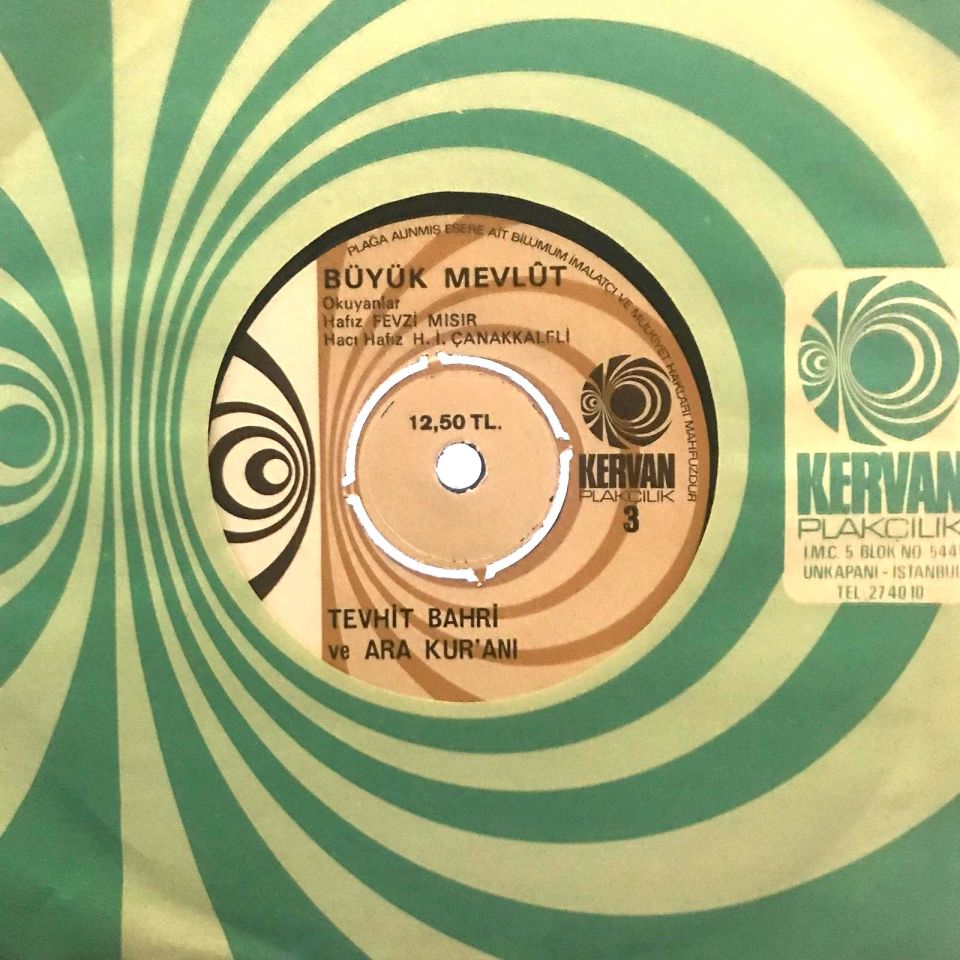 PLAĞA ALINMIŞ ESERE AİT BİLUMUM İMALATÇI VE MÜLKİYET HAKLARI MAHFUZDUR
BÜYÜK MEVLÛT
Okuyanlar
Hafız FEVZİ MISIR
Hacı Hafız H. İ. ÇANAKKALELİ
12,50 TL.
KERVAN
PLAKÇILIK
3
TEVHİT BAHRİ
ve ARA KUR'ANI
KERVAN
PLAKÇILIK
İ.M.C. 5 BLOK NO 544
UNKAPANI - İSTANBUL
TEL 27 40 10